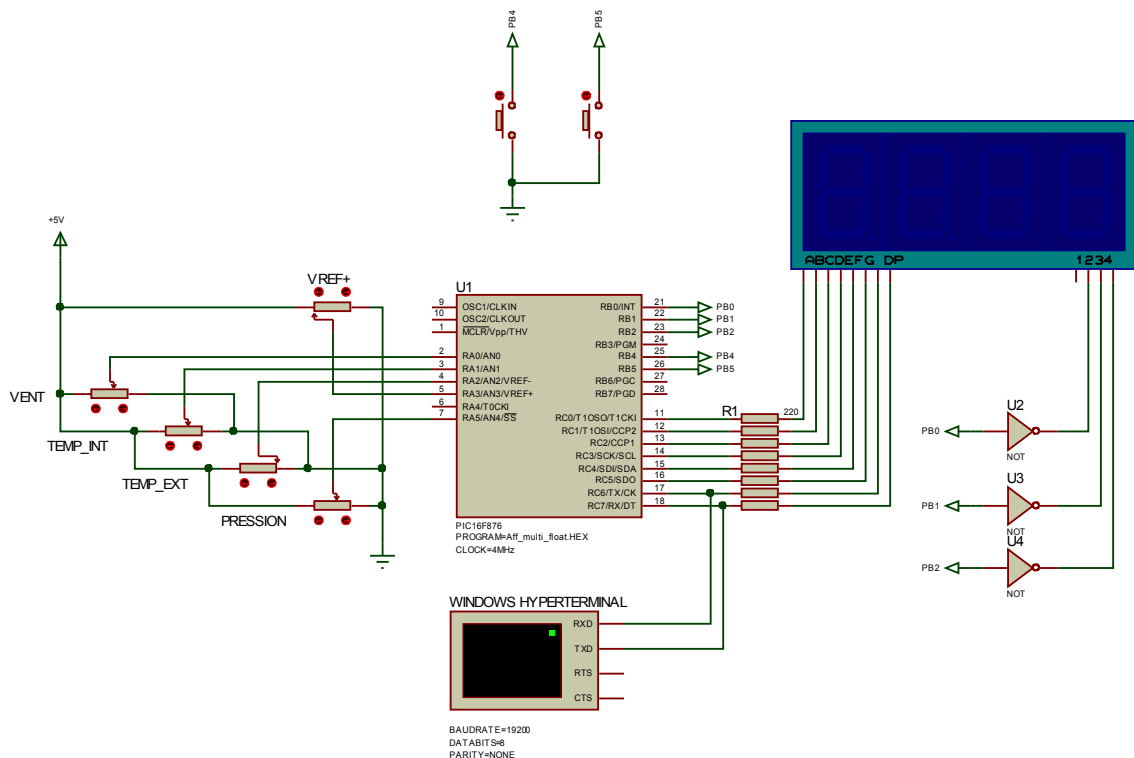 PB4
PB5
ABCDEFG DP
1234
+5V
VREF+
VENT
TEMP_INT
TEMP_EXT
PRESSION
U1
9 OSC1/CLKIN
10 OSC2/CLKOUT
1 MCLR/Vpp/THV
2 RA0/AN0
3 RA1/AN1
4 RA2/AN2/VREF-
5 RA3/AN3/VREF+
6 RA4/T0CKI
7 RA5/AN4/SS
RB0/INT 21 PB0
RB1 22 PB1
RB2 23 PB2
RB3/PGM 24
RB4 25 PB4
RB5 26 PB5
RB6/PGC 27
RB7/PGD 28
RC0/T1OSO/T1CKI 11
RC1/T1OSI/CCP2 12
RC2/CCP1 13
RC3/SCK/SCL 14
RC4/SDI/SDA 15
RC5/SDO 16
RC6/TX/CK 17
RC7/RX/DT 18
PIC16F876
PROGRAM=Aff_multi_float.HEX
CLOCK=4MHz
R1
220
U2
PB0
NOT
U3
PB1
NOT
U4
PB2
NOT
WINDOWS HYPERTERMINAL
RXD
TXD
RTS
CTS
BAUDRATE=19200
DATABITS=8
PARITY=NONE